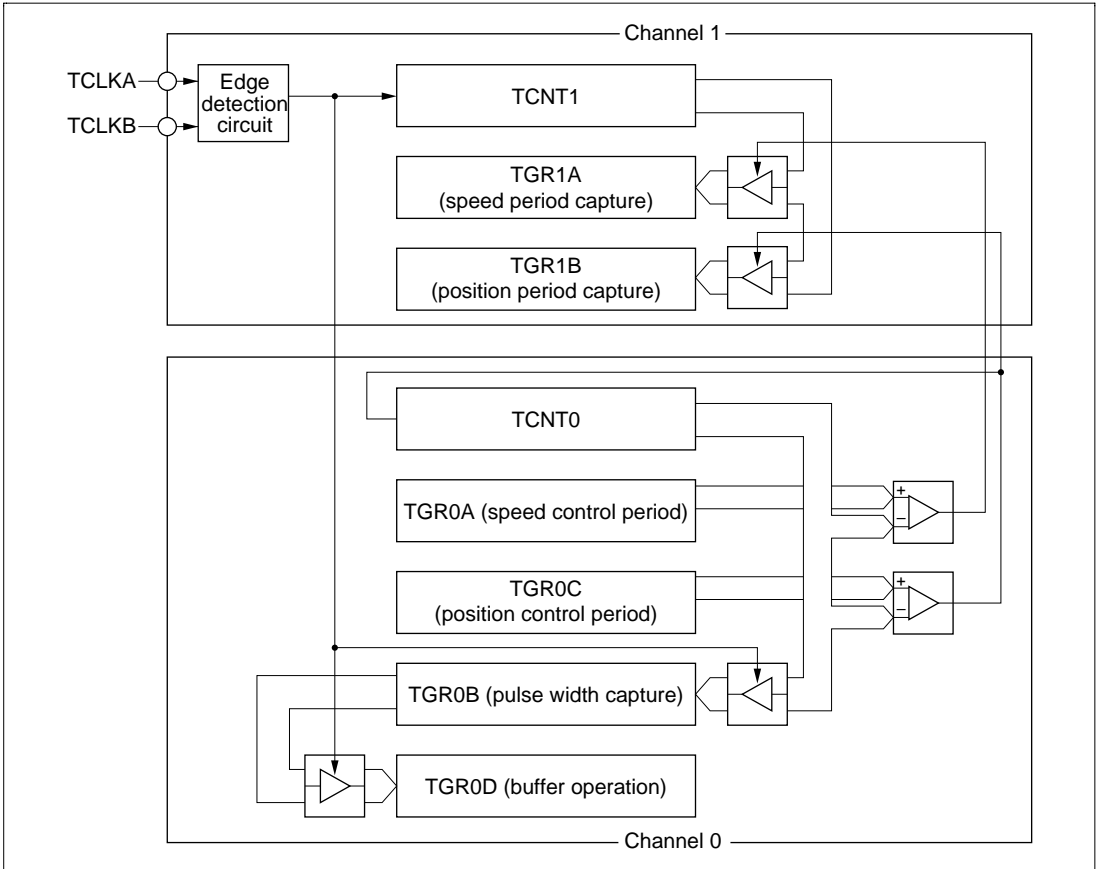 Channel 1
TCLKA
TCLKB
Edge
detection
circuit
TCNT1
TGR1A
(speed period capture)
TGR1B
(position period capture)
TCNT0
TGR0A (speed control period)
+
−
TGR0C
(position control period)
+
−
TGR0B (pulse width capture)
TGR0D (buffer operation)
Channel 0